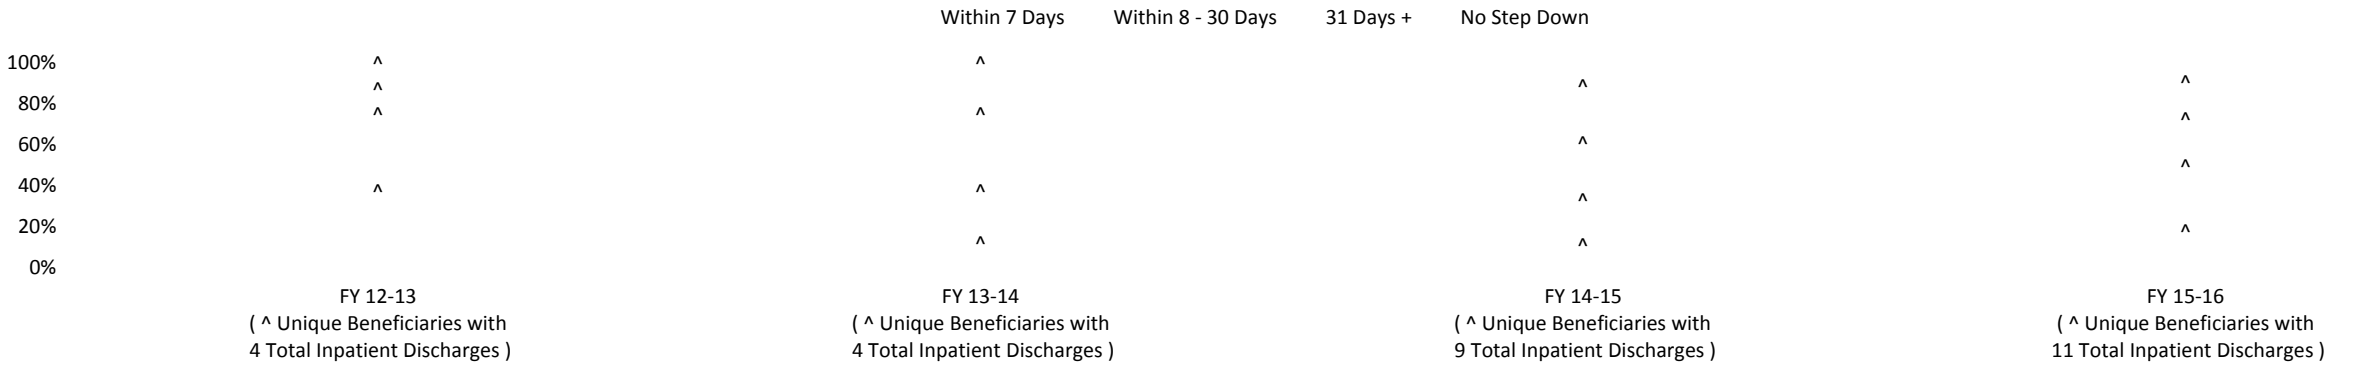 Within 7 Days Within 8 - 30 Days 31 Days + No Step Down
100% ^ ^
^ ^ ^
80% ^ ^ ^
60% ^
^
40% ^ ^ ^
20% ^
^ ^
0%
FY 12-13 FY 13-14 FY 14-15 FY 15-16
( ^ Unique Beneficiaries with ( ^ Unique Beneficiaries with ( ^ Unique Beneficiaries with ( ^ Unique Beneficiaries with
4 Total Inpatient Discharges ) 4 Total Inpatient Discharges ) 9 Total Inpatient Discharges ) 11 Total Inpatient Discharges )